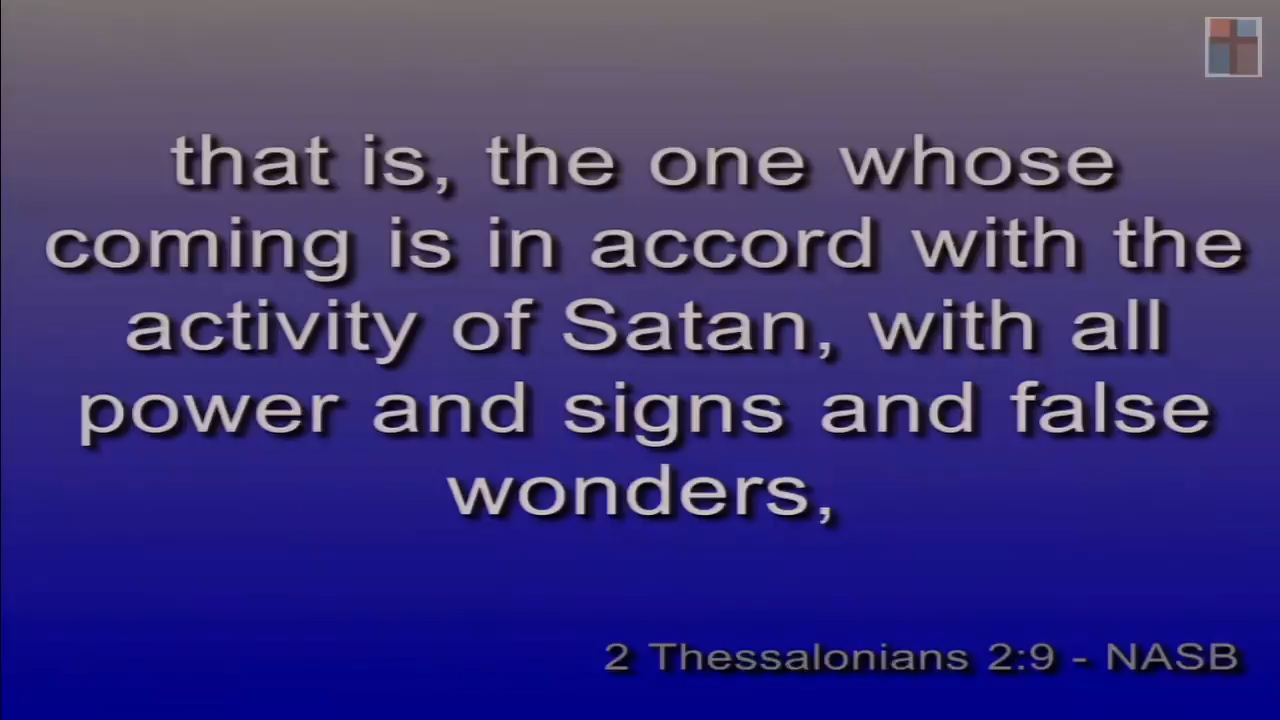 that is, the one whose
coming is in accord with the
activity of Satan, with all
power and signs and false
wonders,
2 Thessalonians 2:9 - NASB